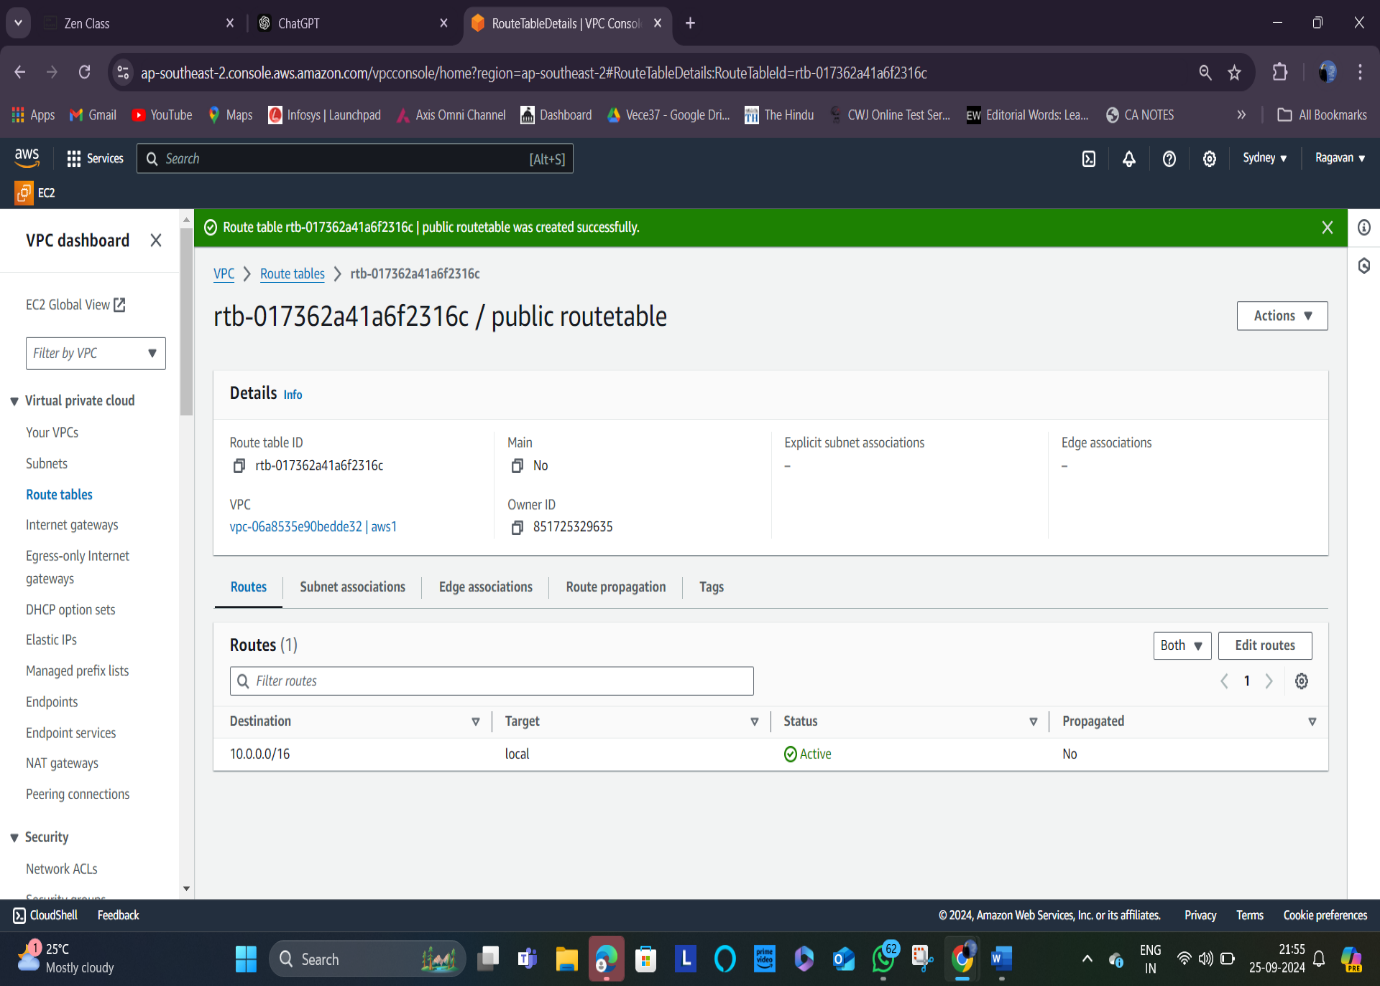 Zen Class
ChatGPT
RouteTableDetails | VPC Conso
ap-southeast-2.console.aws.amazon.com/vpcconsole/home?region=ap-southeast-2#RouteTableDetails:RouteTableId=rtb-017362a41a6f2316c
Apps Gmail YouTube Maps Infosys | Launchpad Axis Omni Channel Dashboard Vece37 - Google Dri... The Hindu CWJ Online Test Ser... EW Editorial Words: Lea... CA NOTES » All Bookmarks
aws Services Search [Alt+S] Sydney Ragavan
EC2
VPC dashboard
Route table rtb-017362a41a6f2316c | public routetable was created successfully.
EC2 Global View
Filter by VPC
Virtual private cloud
Your VPCs
Subnets
Route tables
Internet gateways
Egress-only Internet
gateways
DHCP option sets
Elastic IPs
Managed prefix lists
Endpoints
Endpoint services
NAT gateways
Peering connections
Security
Network ACLs
Security groups
VPC Route tables rtb-017362a41a6f2316c
rtb-017362a41a6f2316c / public routetable
Actions
Details Info
Route table ID
rtb-017362a41a6f2316c
VPC
vpc-06a8535e90bedde32 | aws1
Main
No
Owner ID
851725329635
Explicit subnet associations
–
Edge associations
–
Routes Subnet associations Edge associations Route propagation Tags
Routes (1)
Both Edit routes
Filter routes
1
Destination Target Status Propagated
10.0.0.0/16 local Active No
CloudShell Feedback
© 2024, Amazon Web Services, Inc. or its affiliates. Privacy Terms Cookie preferences
1
25°C
Mostly cloudy
Search
L
prime video
62
W
PRE
ENG
IN
21:55
25-09-2024